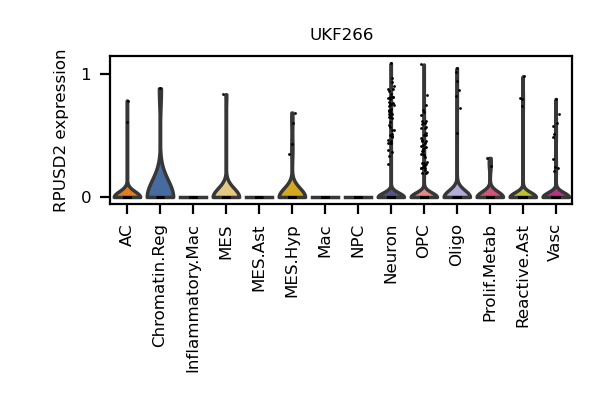 UKF266
RPUSD2 expression
1
0
AC
Chromatin.Reg
Inflammatory.Mac
MES
MES.Ast
MES.Hyp
Mac
NPC
Neuron
OPC
Oligo
Prolif.Metab
Reactive.Ast
Vasc